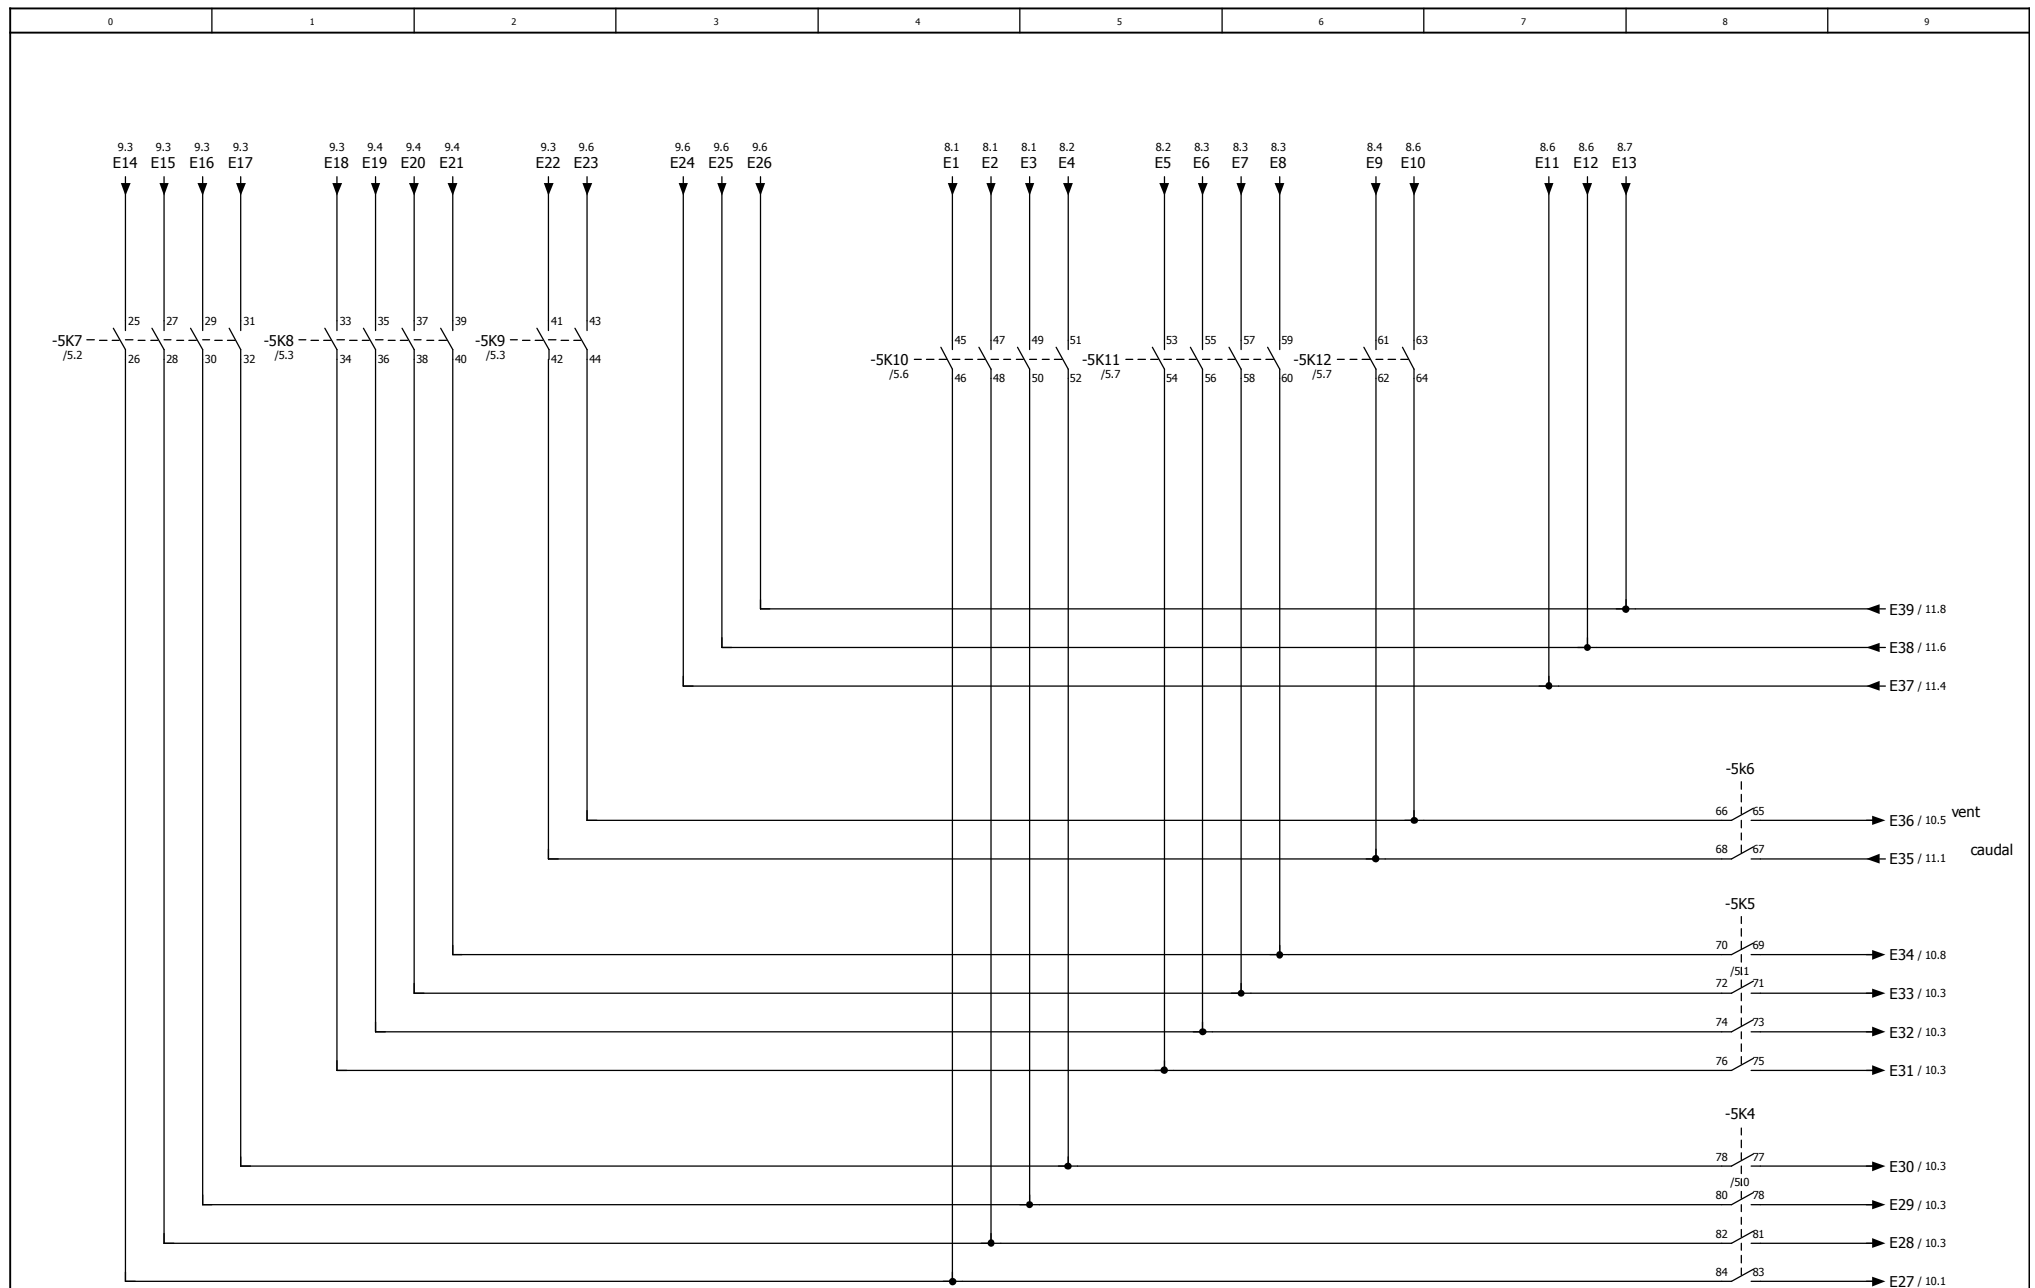 0 1 2 3 4 5 6 7 8 9
9.3 9.3 9.3 9.3 9.3 9.4 9.4 9.4 9.3 9.6 9.6 9.6 9.6 8.1 8.1 8.1 8.2 8.2 8.3 8.3 8.3 8.4 8.6 8.6 8.6 8.7
E14 E15 E16 E17 E18 E19 E20 E21 E22 E23 E24 E25 E26 E1 E2 E3 E4 E5 E6 E7 E8 E9 E10 E11 E12 E13
25 27 29 31 33 35 37 39 41 43
-5K7 -5K8 -5K9
/5.2 /5.3 /5.3
26 28 30 32 34 36 38 40 42 44
45 47 49 51 53 55 57 59 61 63
-5K10 -5K11 -5K12
/5.6 /5.7 /5.7
46 48 50 52 54 56 58 60 62 64
E39 / 11.8
E38 / 11.6
E37 / 11.4
-5k6
66 65 E36 / 10.5 vent
68 67 E35 / 11.1 caudal
-5K5
70 69 E34 / 10.8
/5.1
72 71 E33 / 10.3
74 73 E32 / 10.3
76 75 E31 / 10.3
-5K4
78 77 E30 / 10.3
/5.0
80 78 E29 / 10.3
82 81 E28 / 10.3
84 83 E27 / 10.1